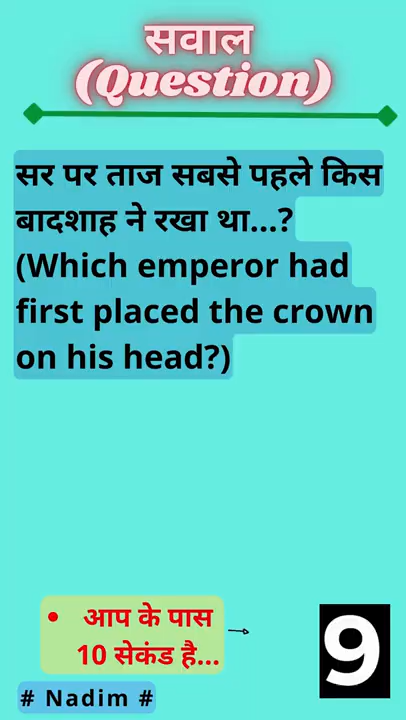 सवाल
(Question)
सर पर ताज सबसे पहले किस
बादशाह ने रखा था...?
(Which emperor had
first placed the crown
on his head?)
• आप के पास
10 सेकंड है...
9
# Nadim #